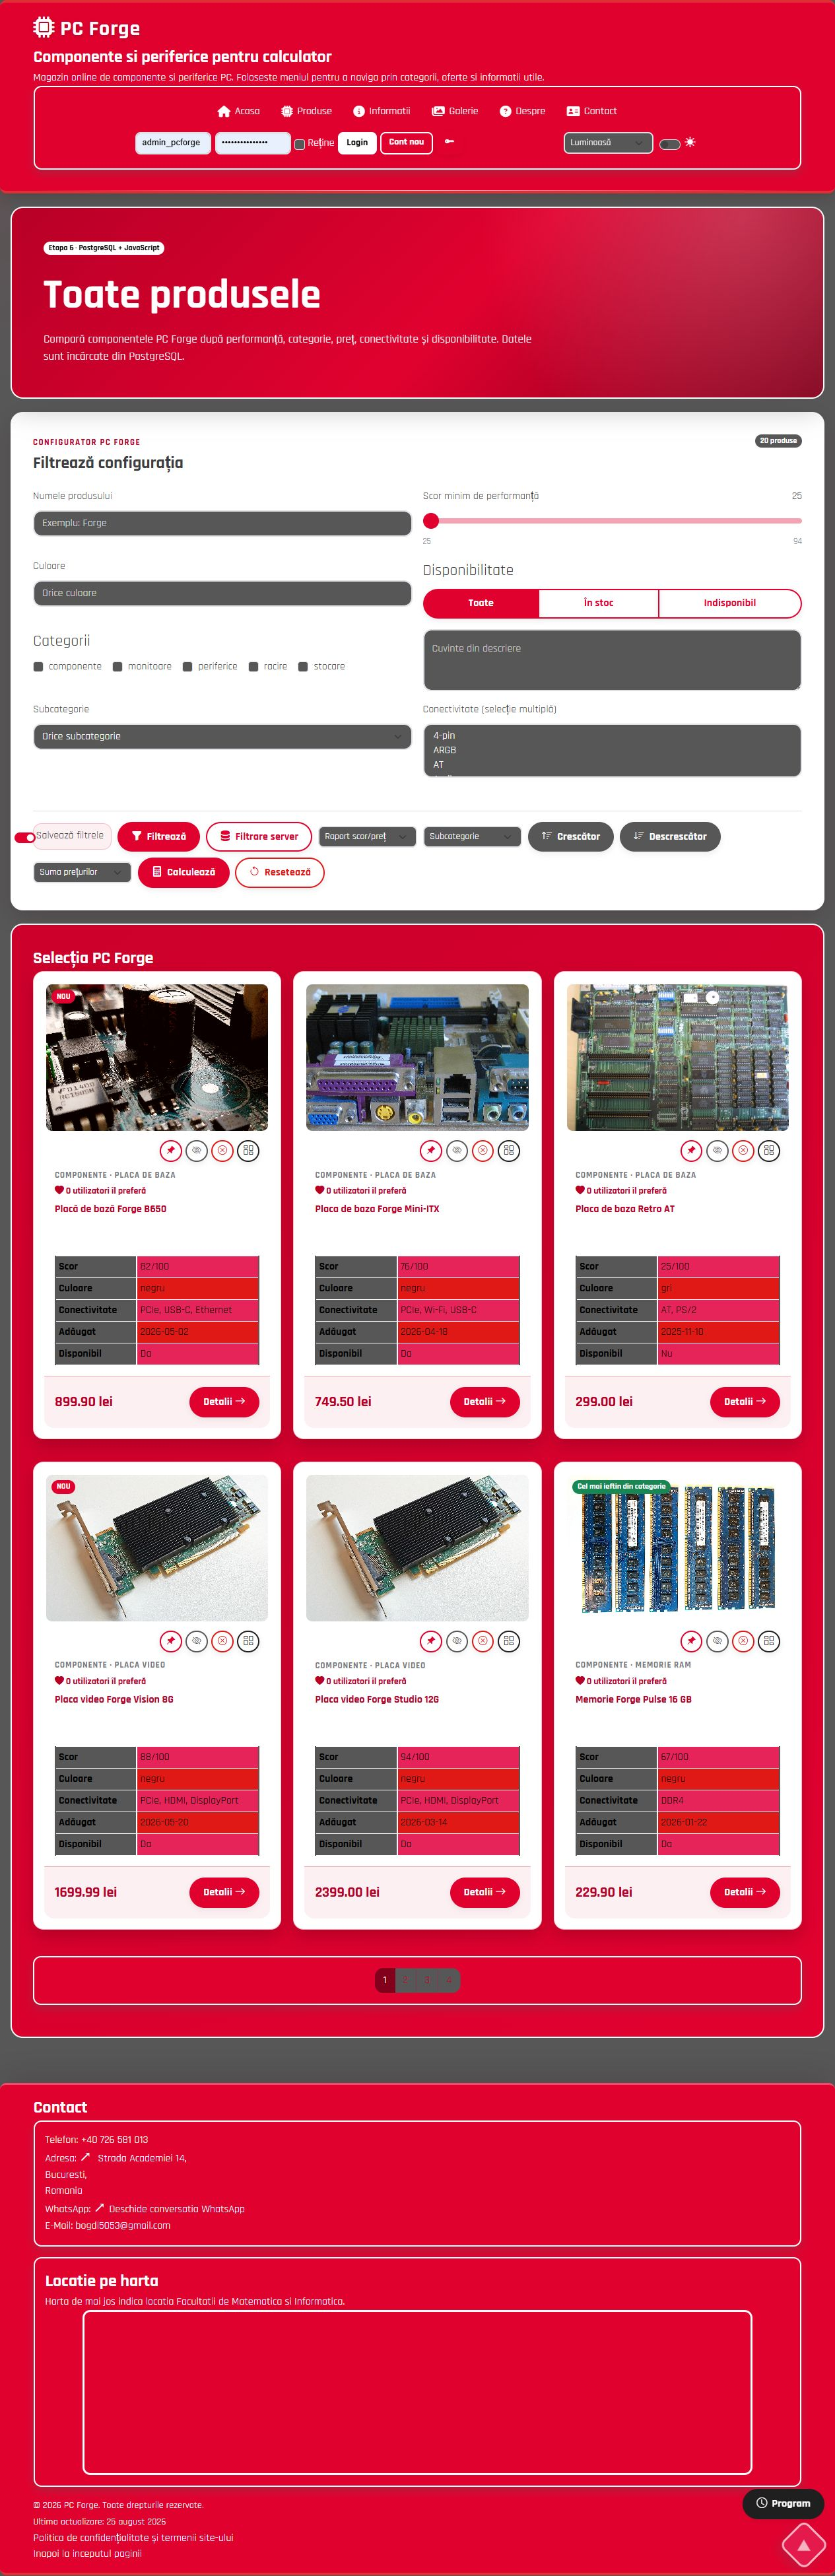 PC Forge
Componente si periferice pentru calculator
Magazin online de componente si periferice PC. Foloseste meniul pentru a naviga prin categorii, oferte si informatii utile.
Acasa Produse Informatii Galerie Despre Contact
admin_pcforge ••••••••••••••• Reține Login Cont nou Luminoasă
Etapa 6 · PostgreSQL + JavaScript
Toate produsele
Compară componentele PC Forge după performanță, categorie, preț, conectivitate și disponibilitate. Datele
sunt încărcate din PostgreSQL.
CONFIGURATOR PC FORGE
20 produse
Filtrează configurația
Numele produsului
Exemplu: Forge
Scor minim de performanță 25
25 94
Culoare
Orice culoare
Disponibilitate
Toate În stoc Indisponibil
Categorii
componente monitoare periferice racire stocare
Cuvinte din descriere
Subcategorie
Orice subcategorie
Conectivitate (selecție multiplă)
4-pin
ARGB
AT
Salvează filtrele Filtrează Filtrare server Raport scor/preț Subcategorie Crescător Descrescător
Suma prețurilor Calculează Resetează
Selecția PC Forge
NOU
COMPONENTE · PLACA DE BAZA
0 utilizatori îl preferă
Placă de bază Forge B650
Scor 82/100
Culoare negru
Conectivitate PCIe, USB-C, Ethernet
Adăugat 2026-05-02
Disponibil Da
899.90 lei Detalii →
COMPONENTE · PLACA DE BAZA
0 utilizatori îl preferă
Placa de baza Forge Mini-ITX
Scor 76/100
Culoare negru
Conectivitate PCIe, Wi-Fi, USB-C
Adăugat 2026-04-18
Disponibil Da
749.50 lei Detalii →
COMPONENTE · PLACA DE BAZA
0 utilizatori îl preferă
Placa de baza Retro AT
Scor 25/100
Culoare gri
Conectivitate AT, PS/2
Adăugat 2025-11-10
Disponibil Nu
299.00 lei Detalii →
NOU
COMPONENTE · PLACA VIDEO
0 utilizatori îl preferă
Placa video Forge Vision 8G
Scor 88/100
Culoare negru
Conectivitate PCIe, HDMI, DisplayPort
Adăugat 2026-05-20
Disponibil Da
1699.99 lei Detalii →
COMPONENTE · PLACA VIDEO
0 utilizatori îl preferă
Placa video Forge Studio 12G
Scor 94/100
Culoare negru
Conectivitate PCIe, HDMI, DisplayPort
Adăugat 2026-03-14
Disponibil Da
2399.00 lei Detalii →
Cel mai ieftin din categorie
COMPONENTE · MEMORIE RAM
0 utilizatori îl preferă
Memorie Forge Pulse 16 GB
Scor 67/100
Culoare negru
Conectivitate DDR4
Adăugat 2026-01-22
Disponibil Da
229.90 lei Detalii →
1 2 3 4
Contact
Telefon: +40 726 581 013
Adresa: Strada Academiei 14,
Bucuresti,
Romania
WhatsApp: Deschide conversatia WhatsApp
E-Mail: bogdi5053@gmail.com
Locatie pe harta
Harta de mai jos indica locatia Facultatii de Matematica si Informatica.
© 2026 PC Forge. Toate drepturile rezervate.
Program
Ultima actualizare: 25 august 2026
Politica de confidențialitate și termenii site-ului
Inapoi la inceputul paginii